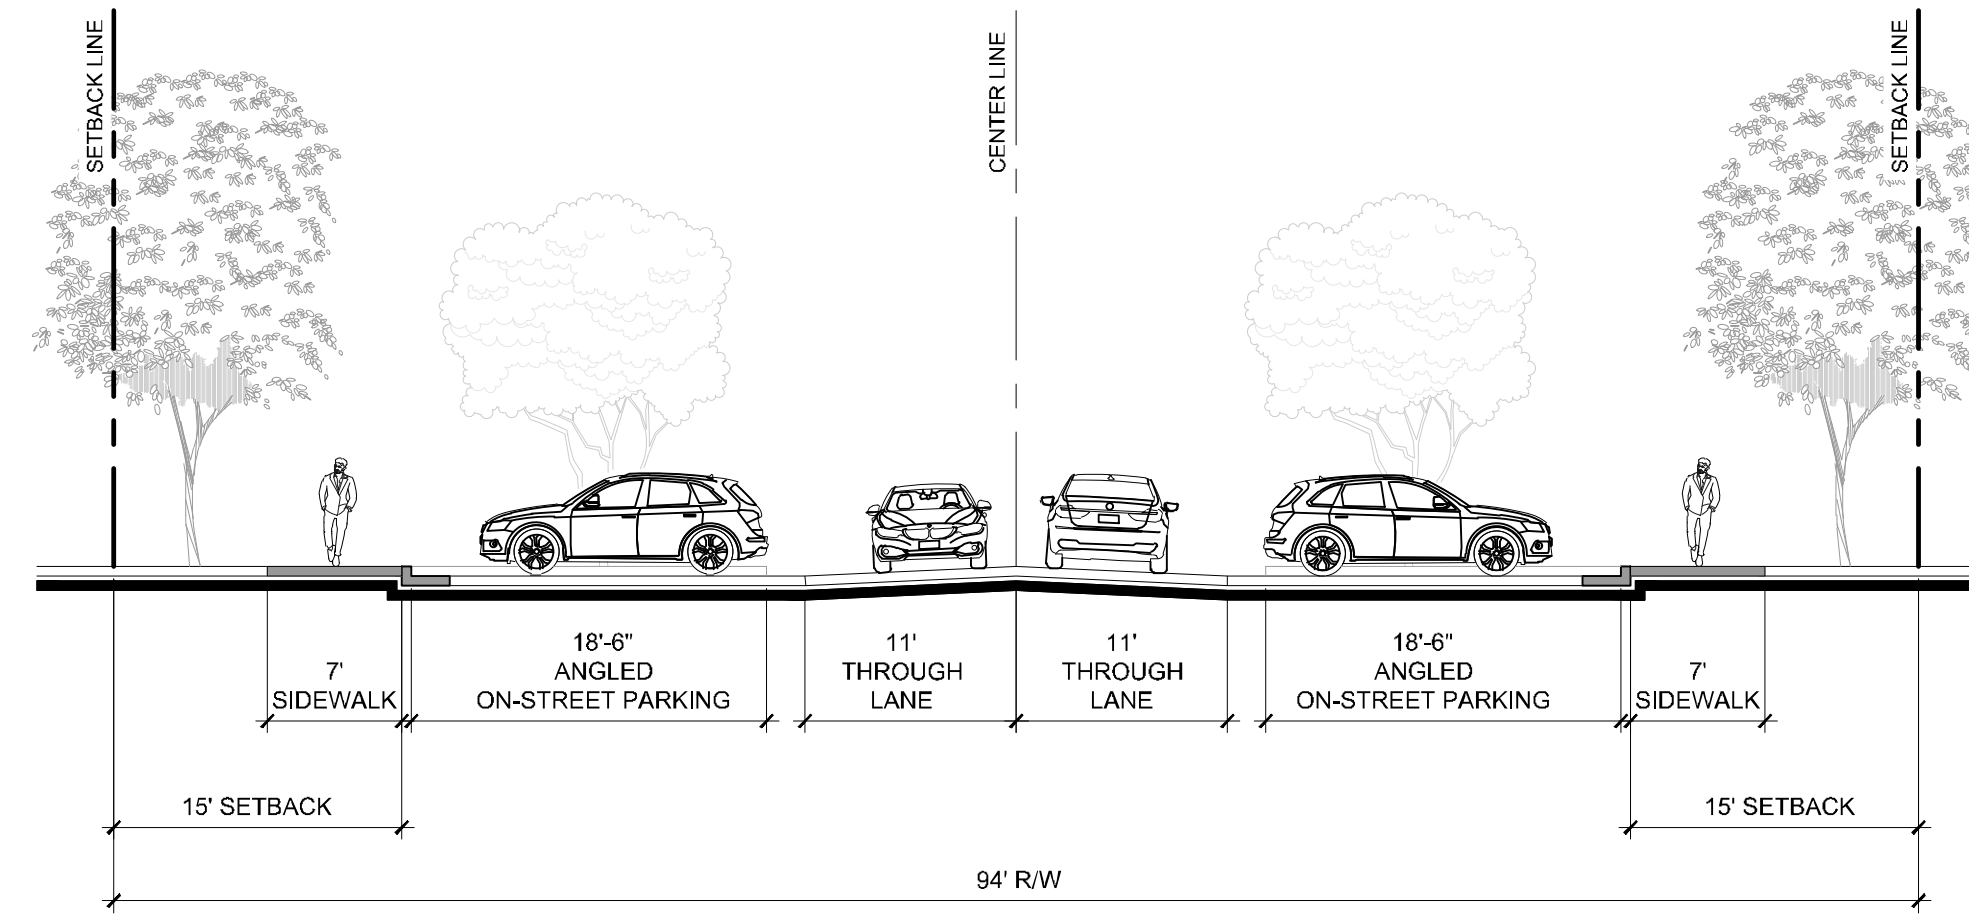 SETBACK LINE
CENTER LINE
SETBACK LINE
7'
SIDEWALK
18'-6"
ANGLED
ON-STREET PARKING
11'
THROUGH
LANE
11'
THROUGH
LANE
18'-6"
ANGLED
ON-STREET PARKING
7'
SIDEWALK
15' SETBACK
15' SETBACK
94' R/W